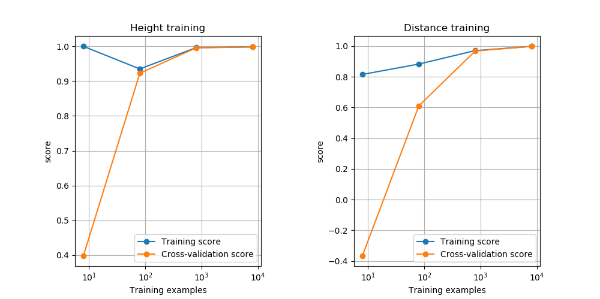 Height training
1.0
0.9
0.8
0.7
0.6
0.5
0.4
score
10¹
10²
10³
10⁴
Training examples
Training score
Cross-validation score
Distance training
1.0
0.8
0.6
0.4
0.2
0.0
−0.2
−0.4
score
10¹
10²
10³
10⁴
Training examples
Training score
Cross-validation score